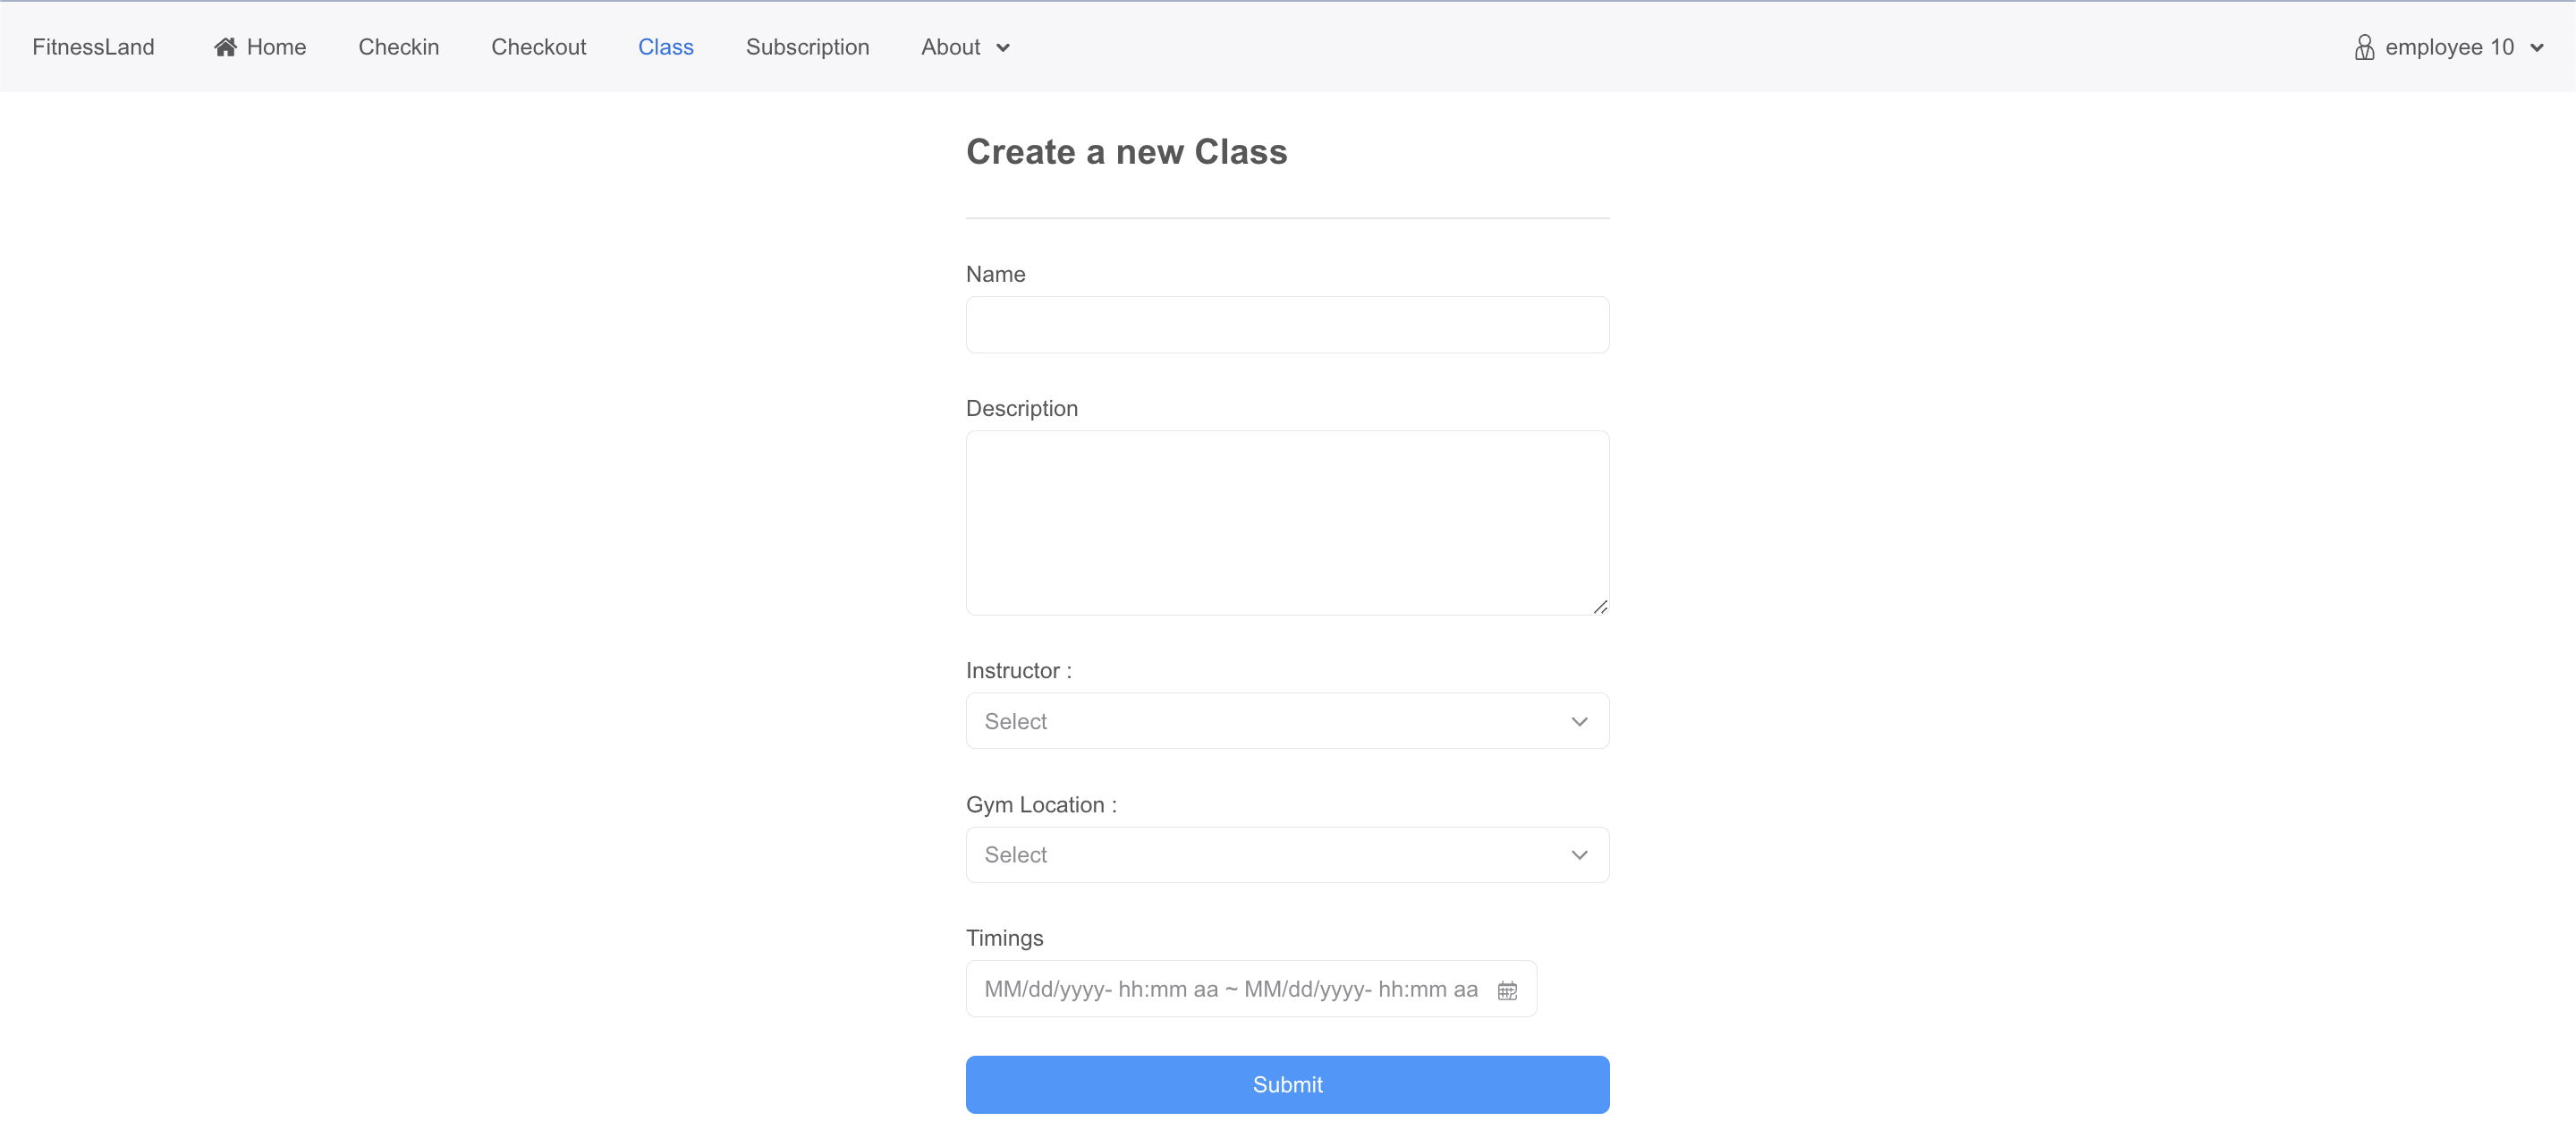 FitnessLand Home Checkin Checkout Class Subscription About employee 10
Create a new Class
Name
Description
Instructor :
Select
Gym Location :
Select
Timings
MM/dd/yyyy- hh:mm aa ~ MM/dd/yyyy- hh:mm aa
Submit